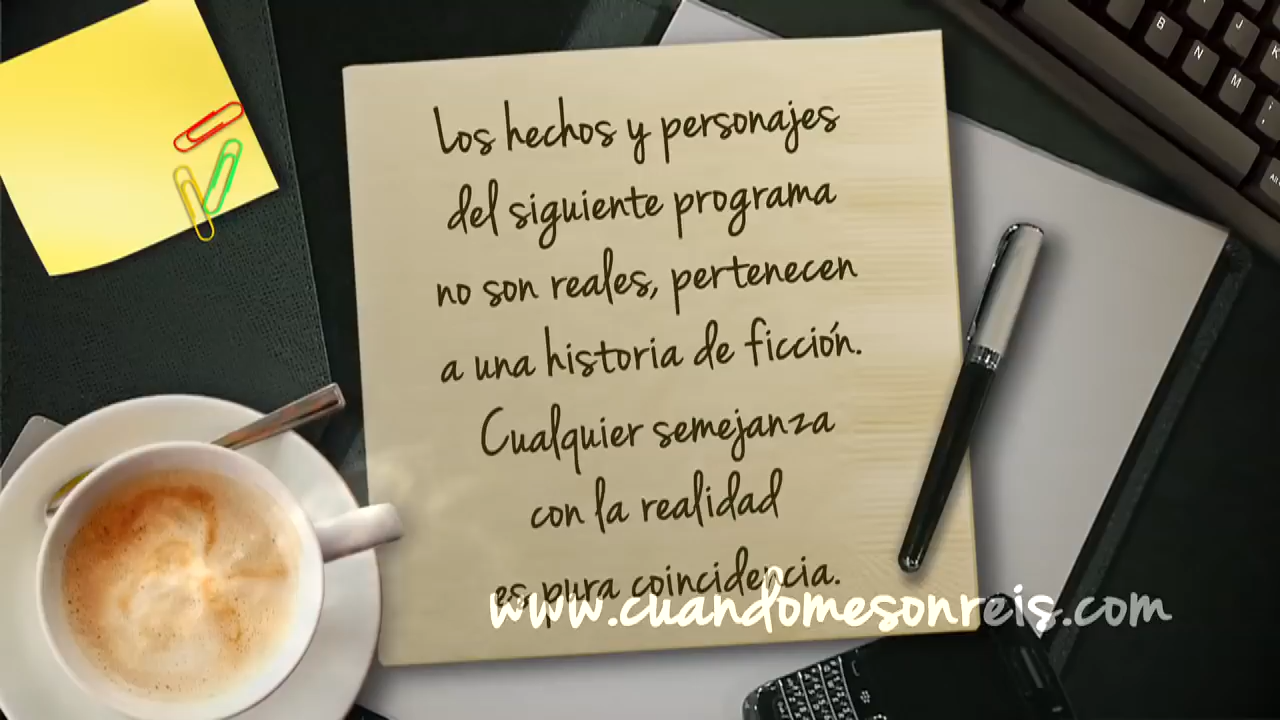 Los hechos y personajes
del siguiente programa
no son reales, pertenecen
a una historia de ficción.
Cualquier semejanza
con la realidad
es pura coincidencia.
www.cuandomesonreis.com
B
N
M
J
K